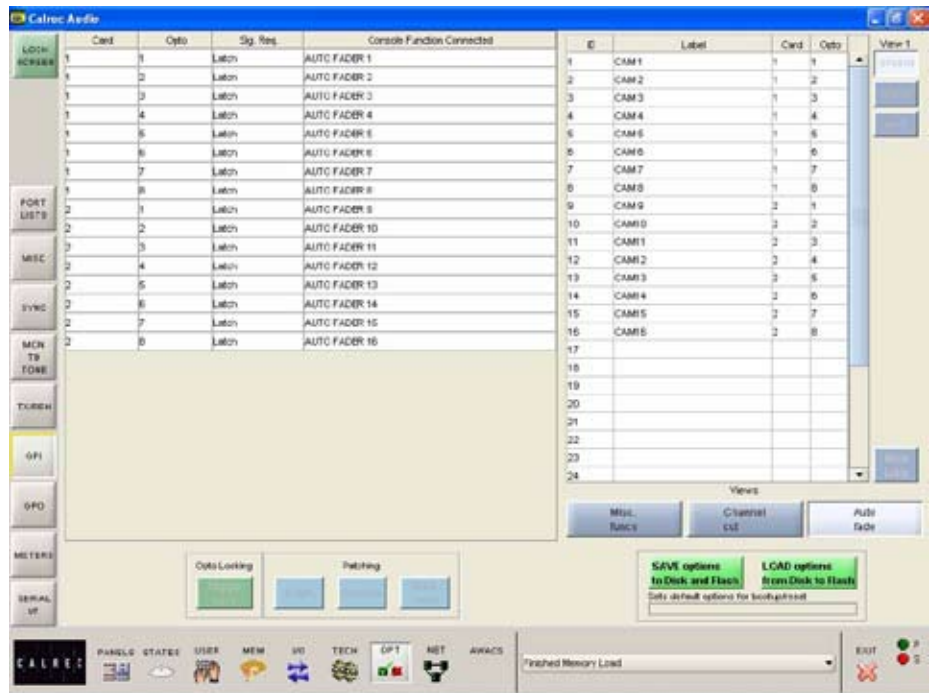 Calrec Audio
LOCK SCREEN
PORT LISTS
MISC
SYNC
MON TB TONE
TX/REH
GPI
GPO
METERS
SERIAL I/F
Card Opto Sig. Req. Console Function Connected
1 1 Latch AUTO FADER 1
1 2 Latch AUTO FADER 2
1 3 Latch AUTO FADER 3
1 4 Latch AUTO FADER 4
1 5 Latch AUTO FADER 5
1 6 Latch AUTO FADER 6
1 7 Latch AUTO FADER 7
1 8 Latch AUTO FADER 8
2 1 Latch AUTO FADER 9
2 2 Latch AUTO FADER 10
2 3 Latch AUTO FADER 11
2 4 Latch AUTO FADER 12
2 5 Latch AUTO FADER 13
2 6 Latch AUTO FADER 14
2 7 Latch AUTO FADER 15
2 8 Latch AUTO FADER 16
ID Label Card Opto
1 CAM 1 1 1
2 CAM 2 1 2
3 CAM 3 1 3
4 CAM 4 1 4
5 CAM 5 1 5
6 CAM 6 1 6
7 CAM 7 1 7
8 CAM 8 1 8
9 CAM 9 2 1
10 CAM10 2 2
11 CAM11 2 3
12 CAM12 2 4
13 CAM13 2 5
14 CAM14 2 6
15 CAM15 2 7
16 CAM16 2 8
17
18
19
20
21
22
23
24
View 1
Views
Misc. funcs
Channel cut
Auto fade
Opto Locking
Patching
SAVE options to Disk and Flash
LOAD options from Disk to Flash
Sets default options for bootup/reset
CALREC
PANELS
STATES
USER
MEM
I/O
TECH
OPT
NET
AWACS
Finished Memory Load
EXIT
P
S